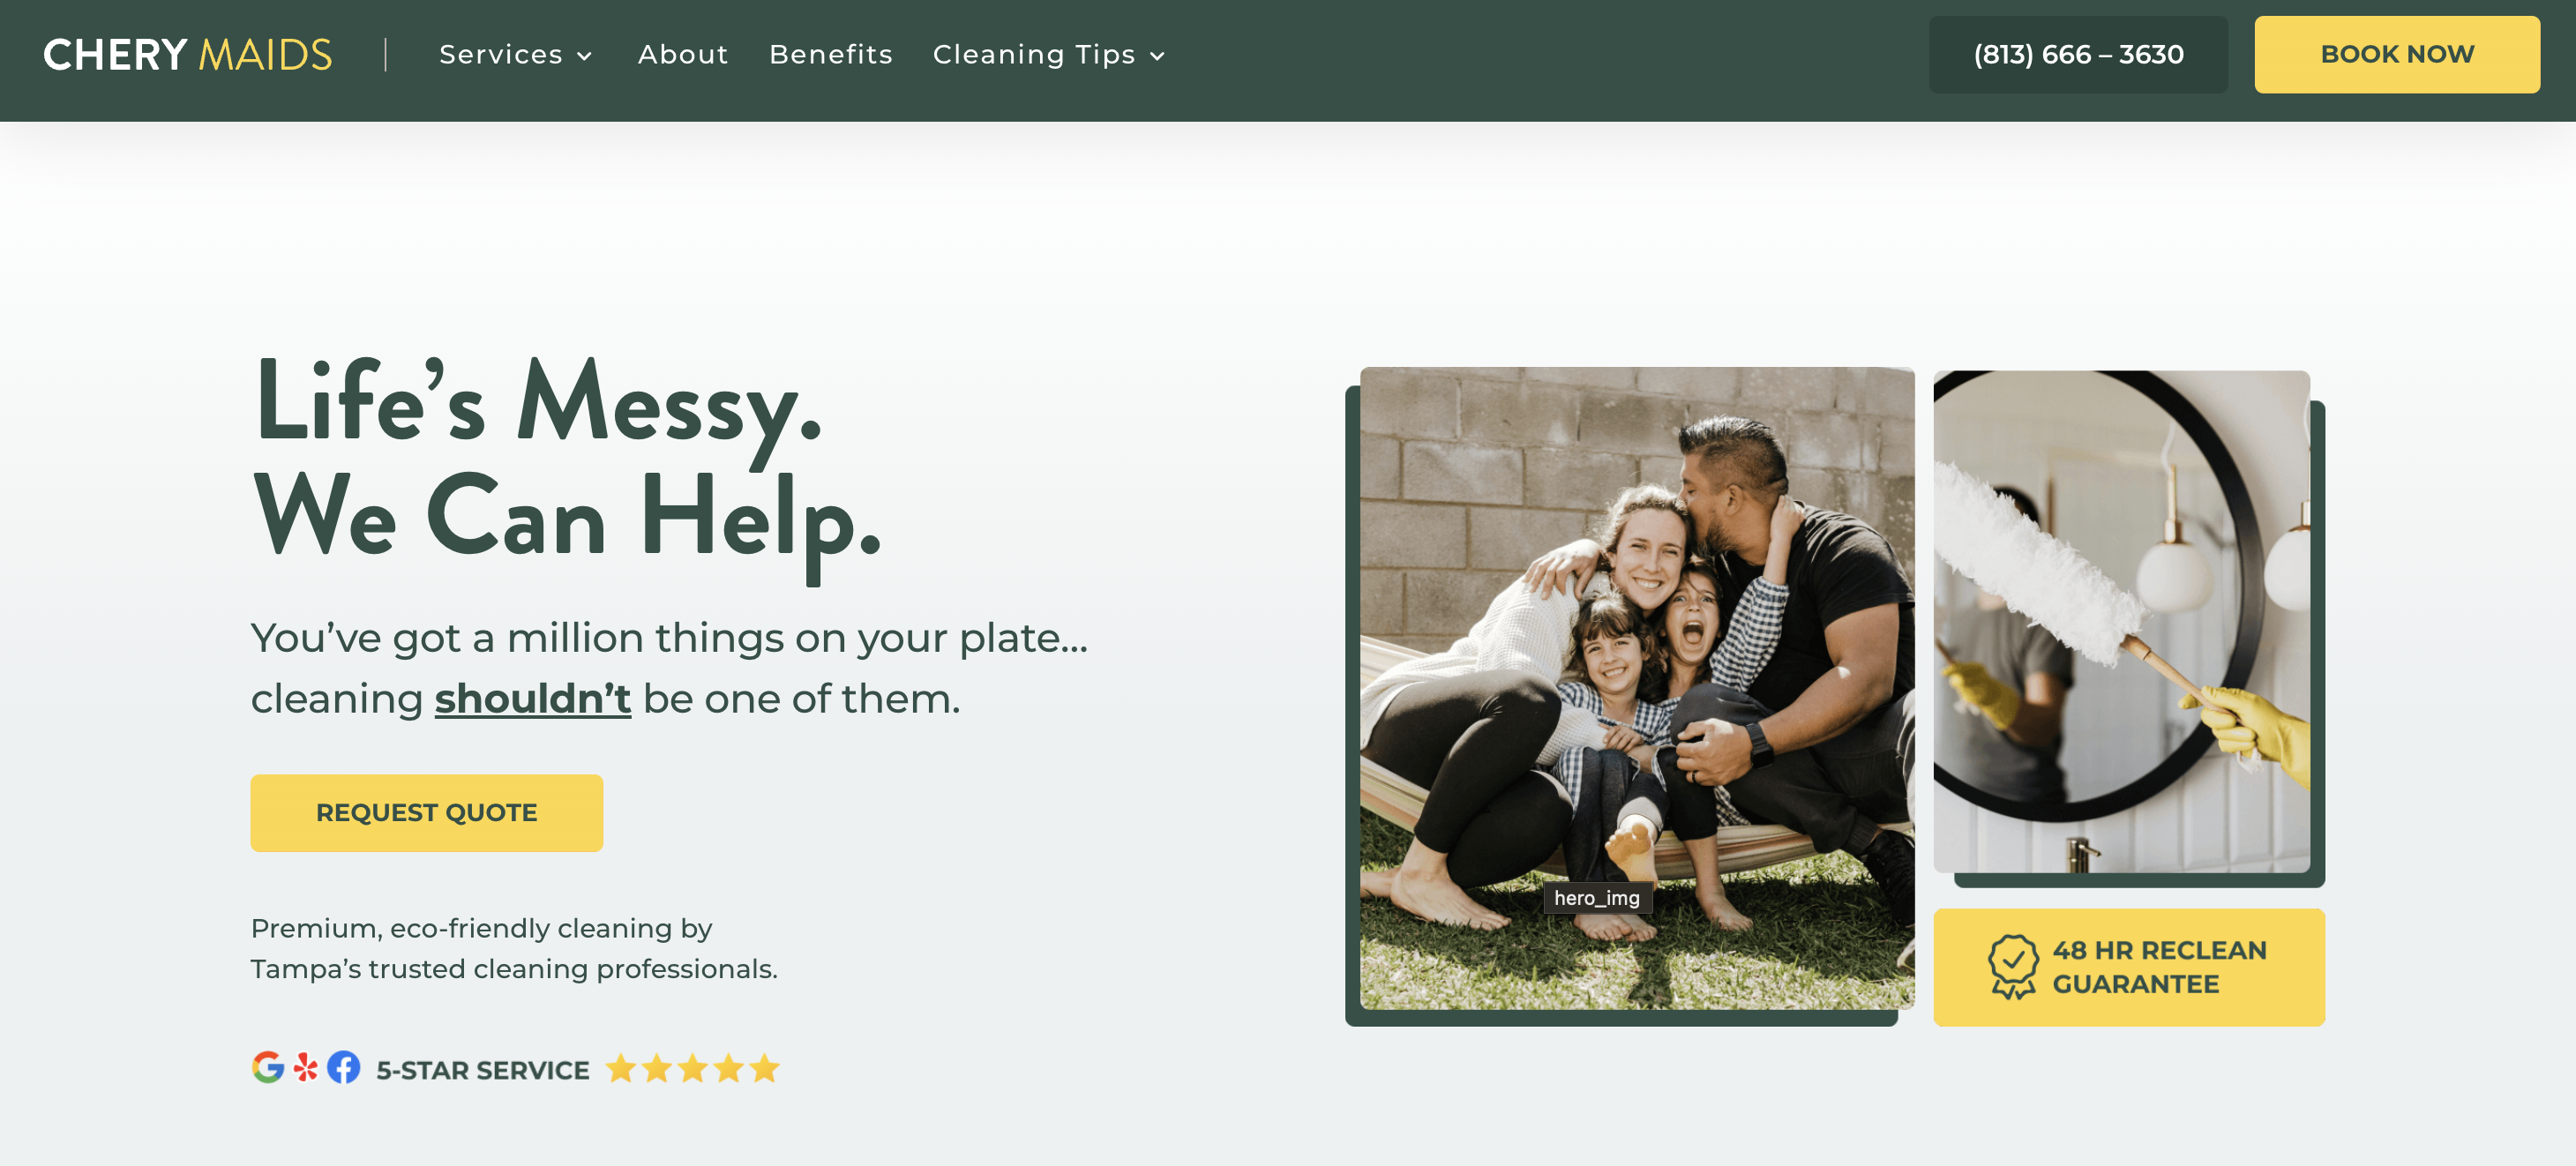 CHERY MAIDS
Services
About
Benefits
Cleaning Tips
(813) 666 – 3630
BOOK NOW
Life’s Messy.
We Can Help.
You’ve got a million things on your plate...
cleaning shouldn’t be one of them.
REQUEST QUOTE
Premium, eco-friendly cleaning by
Tampa’s trusted cleaning professionals.
5-STAR SERVICE
hero_img
48 HR RECLEAN
GUARANTEE